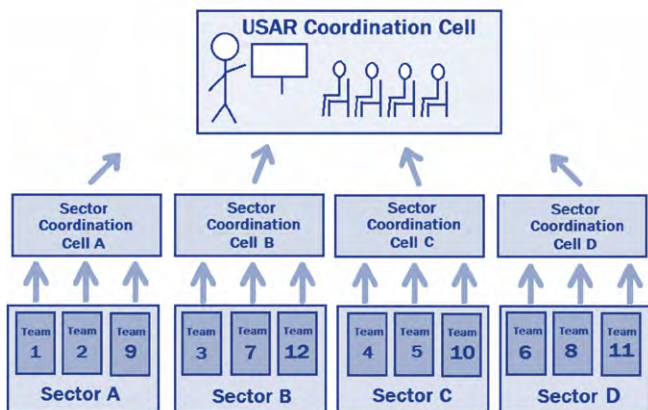 USAR Coordination Cell
Sector
Coordination
Cell A
Sector
Coordination
Cell B
Sector
Coordination
Cell C
Sector
Coordination
Cell D
Team
1
Team
2
Team
9
Sector A
Team
3
Team
7
Team
12
Sector B
Team
4
Team
5
Team
10
Sector C
Team
6
Team
8
Team
11
Sector D